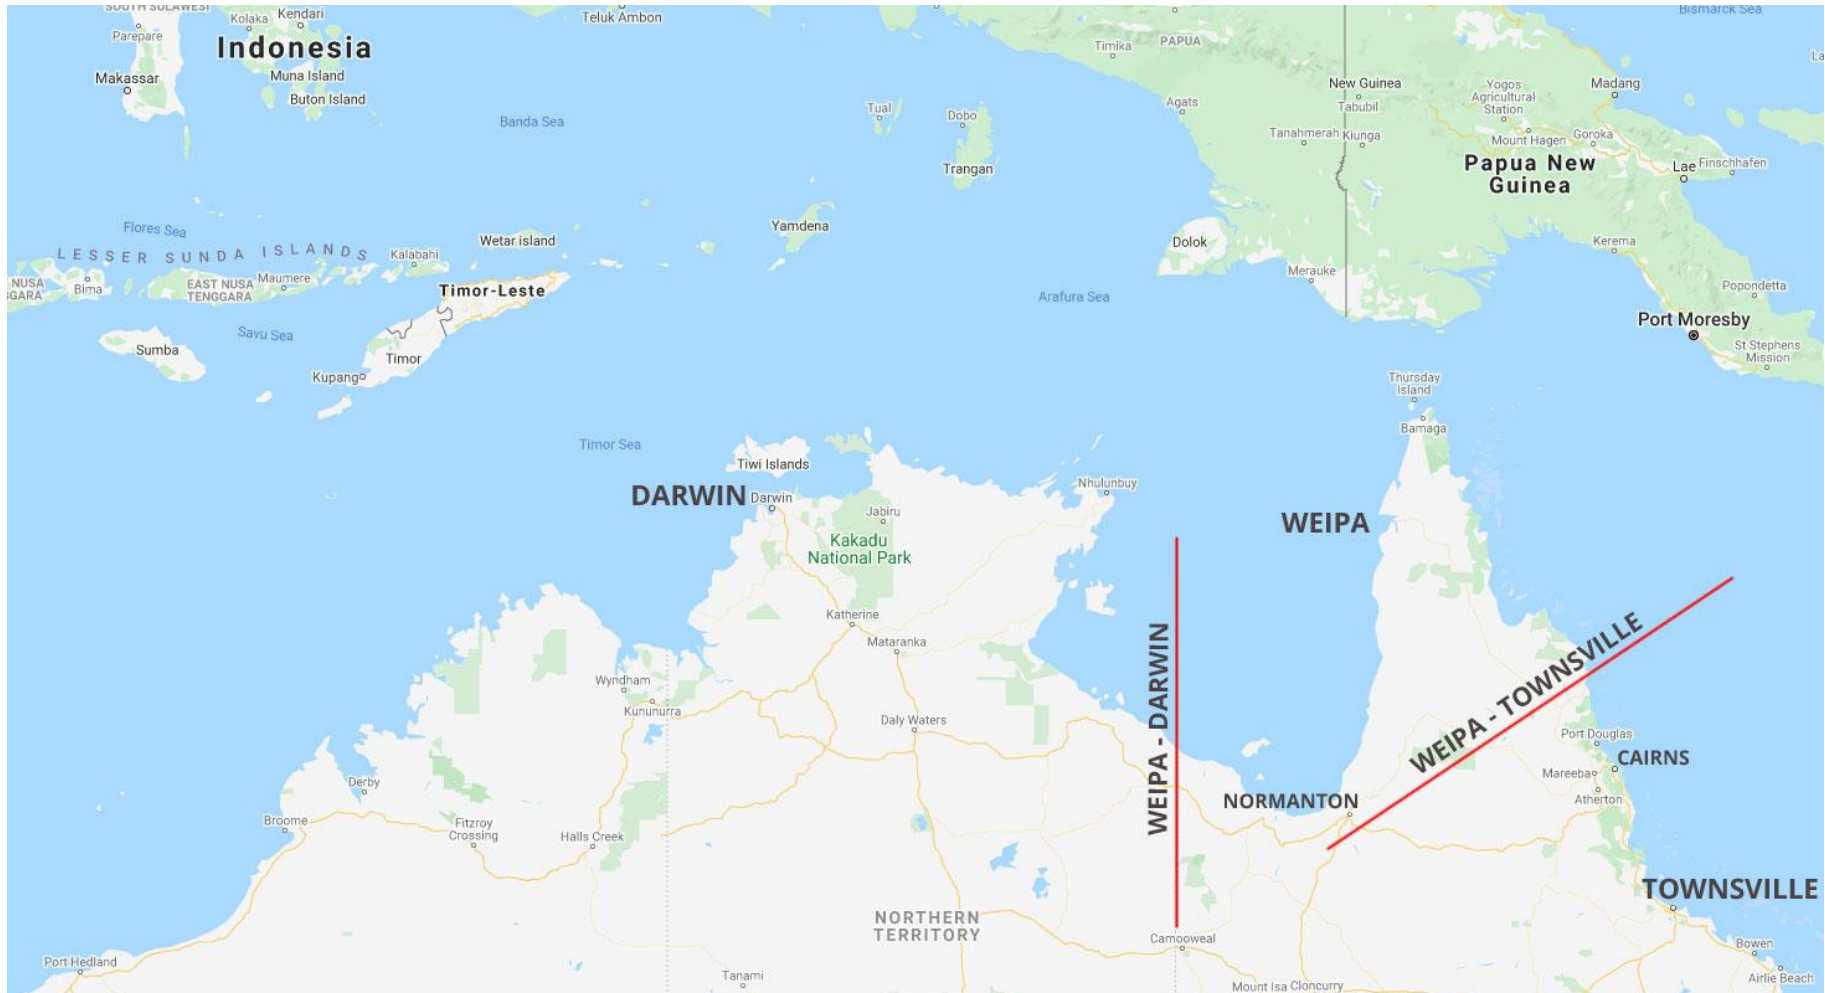 SOUTH SULAWESI
Kolaka
Kendari
Teluk Ambon
Bismarck Sea
Parepare
Indonesia
Timika
PAPUA
Makassar
Muna Island
Buton Island
La
New Guinea
Tabubil
Yogos
Agricultural
Station
Madang
Banda Sea
Tual
Dobo
Agats
Tanahmerah
Kiunga
Mount Hagen
Goroka
Trangan
Papua New
Guinea
Lae
Finschhafen
Flores Sea
Yamdena
LESSER SUNDA ISLANDS
Kalabahi
Wetar island
Dolok
Kerema
NUSA
GGARA
Bima
EAST NUSA
TENGGARA
Maumere
Timor-Leste
Merauke
Arafura Sea
Popondetta
Savu Sea
Port Moresby
Sumba
Timor
St Stephens
Mission
Kupang
Thursday
Island
Bamaga
Timor Sea
Tiwi Islands
DARWIN
Darwin
Nhulunbuy
Jabiru
WEIPA
Kakadu
National Park
Katherine
Mataranka
WEIPA - DARWIN
WEIPA - TOWNSVILLE
Wyndham
Kununurra
Daly Waters
Port Douglas
CAIRNS
Mareeba
Derby
NORMANTON
Atherton
Broome
Fitzroy
Crossing
Halls Creek
TOWNSVILLE
NORTHERN
TERRITORY
Camooweal
Bowen
Port Hedland
Tanami
Mount Isa
Cloncurry
Airlie Beach